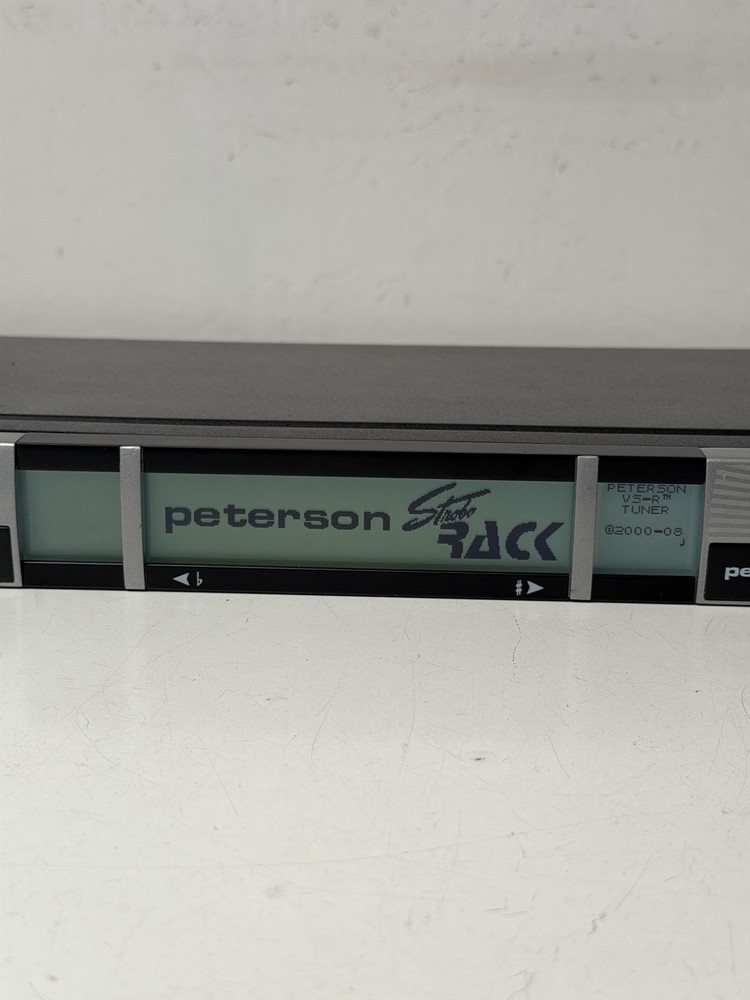 peterson Strobo
RACK
PETERSON
VS-R™
TUNER
©2000-08
♭
#
pe